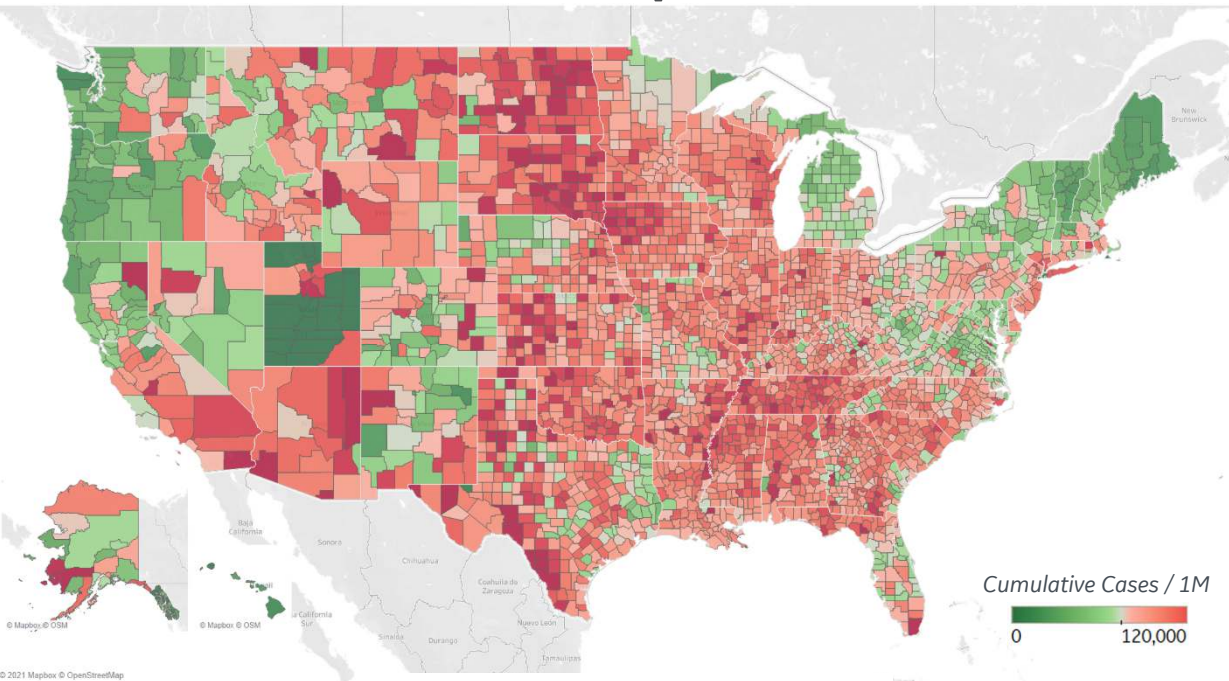 New
Brunswick
Baja
California
Sonora
Chihuahua
Coahuila de
Zaragoza
Cumulative Cases / 1M
0
120,000
© Mapbox © OSM
© Mapbox © OSM
California
Sur
Sinaloa
Durango
Nuevo León
Tamaulipas
© 2021 Mapbox © OpenStreetMap